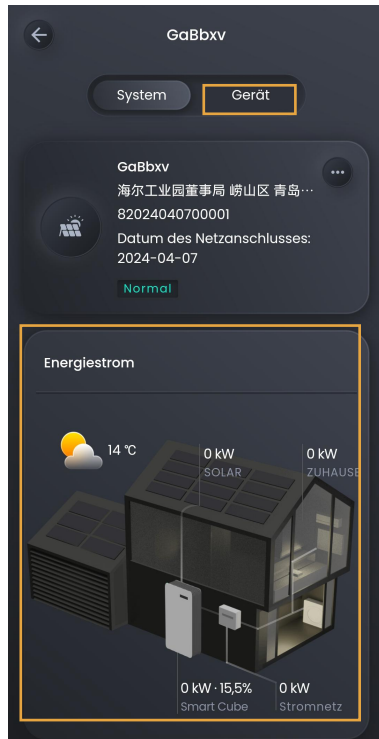 GaBbxv
System
Gerät
GaBbxv
海尔工业园董事局 崂山区 青岛···
82024040700001
Datum des Netzanschlusses:
2024-04-07
Normal
Energiestrom
14 ℃
0 kW
SOLAR
0 kW
ZUHAUSE
0 kW · 15,5%
Smart Cube
0 kW
Stromnetz